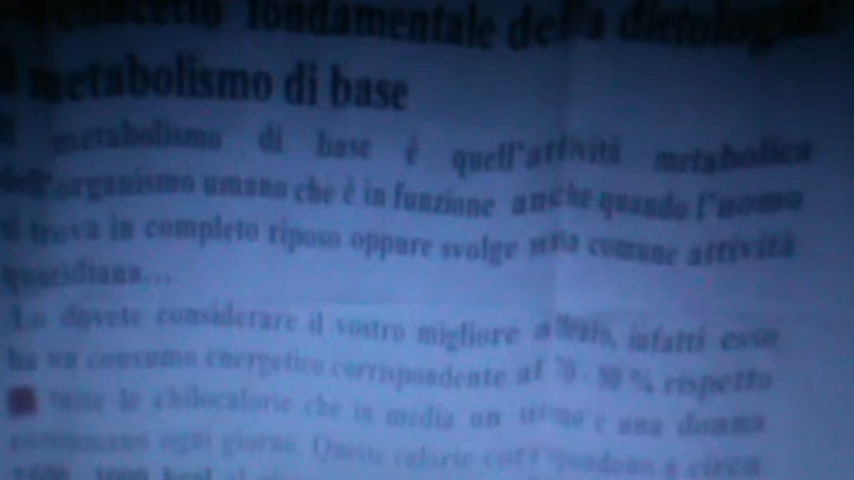 concetto fondamentale della dietologia:
metabolismo di base
metabolismo di base è quell'attività metabolica
dell'organismo umano che è in funzione anche quando l'uomo
si trova in completo riposo oppure svolge una comune attività
quotidiana...
Lo dovete considerare il vostro migliore alleato, infatti esso
ha un consumo energetico corrispondente al 70 - 80 % rispetto
tutte le chilocalorie che in media un uomo e una donna
consumano ogni giorno. Queste calorie corrispondono a circa
kcal